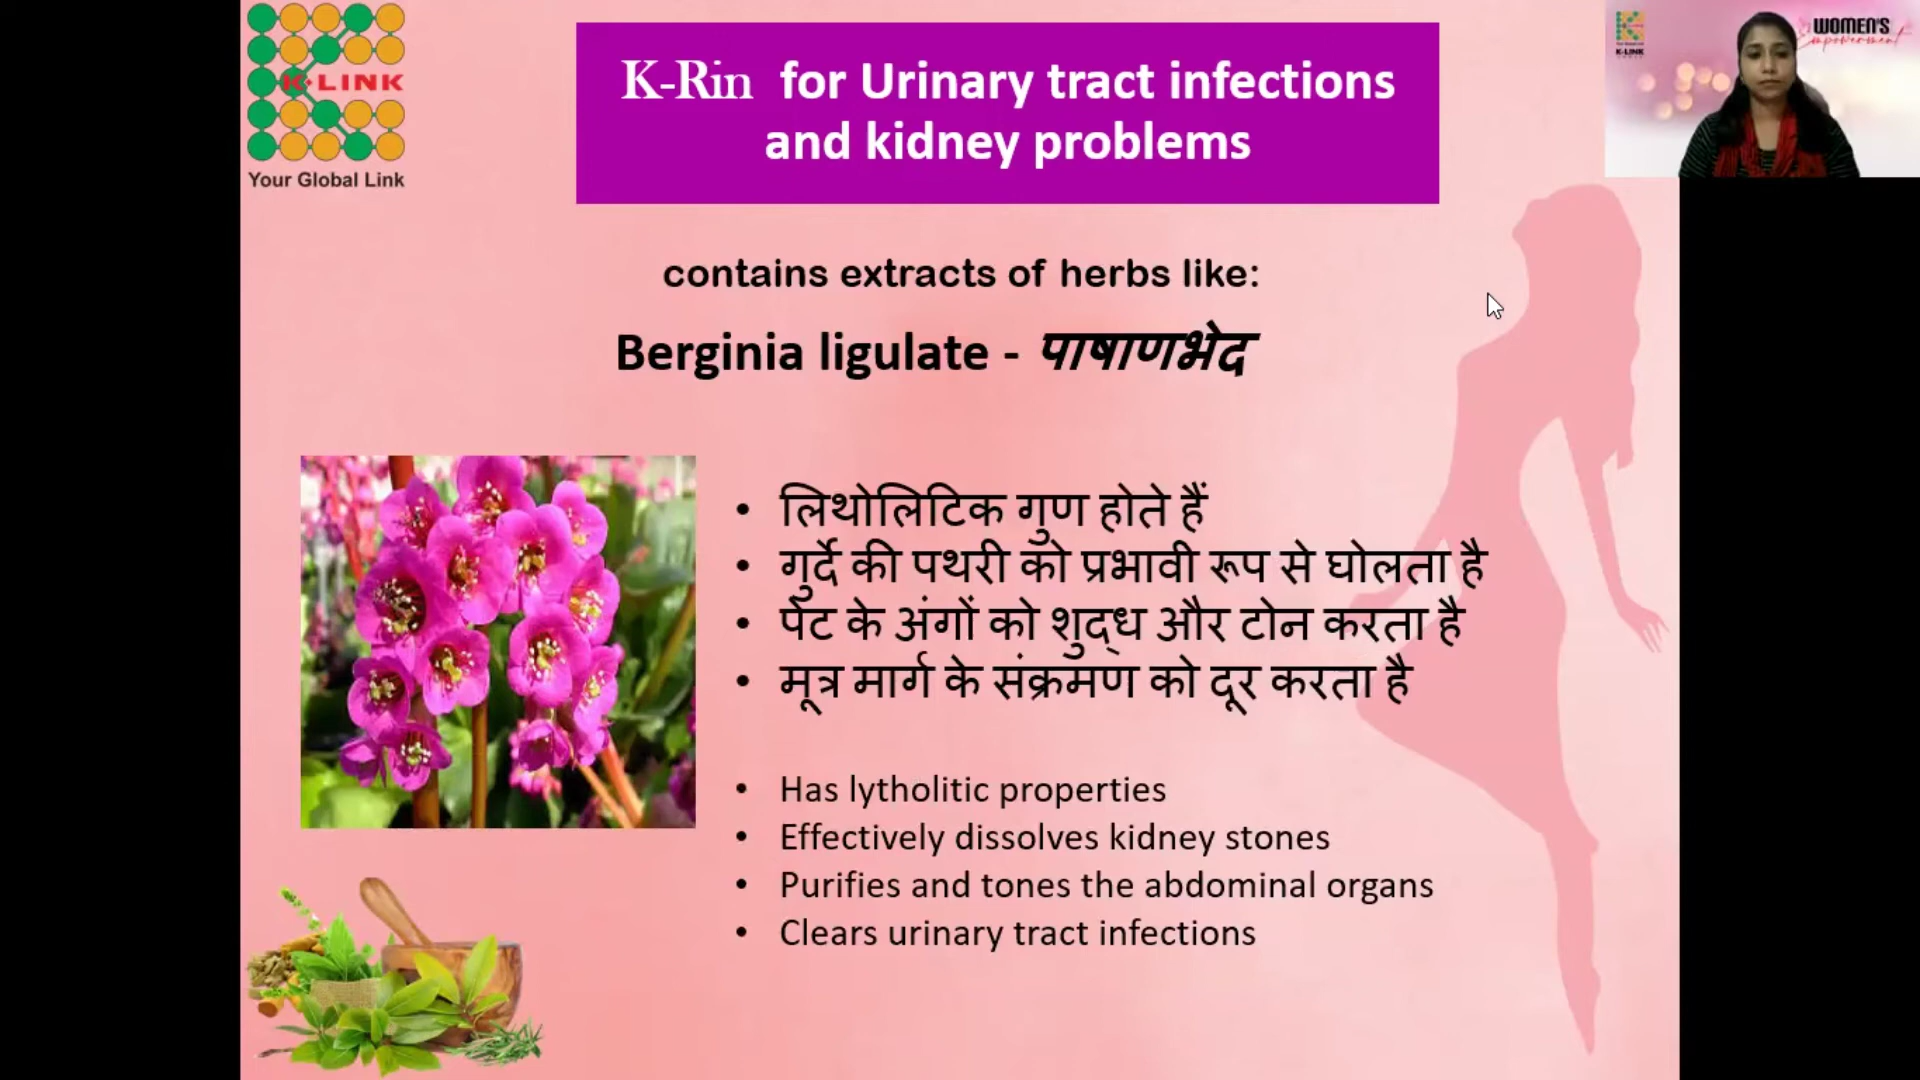 K-LINK
Your Global Link
K-Rin for Urinary tract infections
and kidney problems
WOMEN'S
Empowerment
K-LINK
contains extracts of herbs like:
Berginia ligulate - पाषाणभेद
• लिथोलिटिक गुण होते हैं
• गुर्दे की पथरी को प्रभावी रूप से घोलता है
• पेट के अंगों को शुद्ध और टोन करता है
• मूत्र मार्ग के संक्रमण को दूर करता है
• Has lytholitic properties
• Effectively dissolves kidney stones
• Purifies and tones the abdominal organs
• Clears urinary tract infections